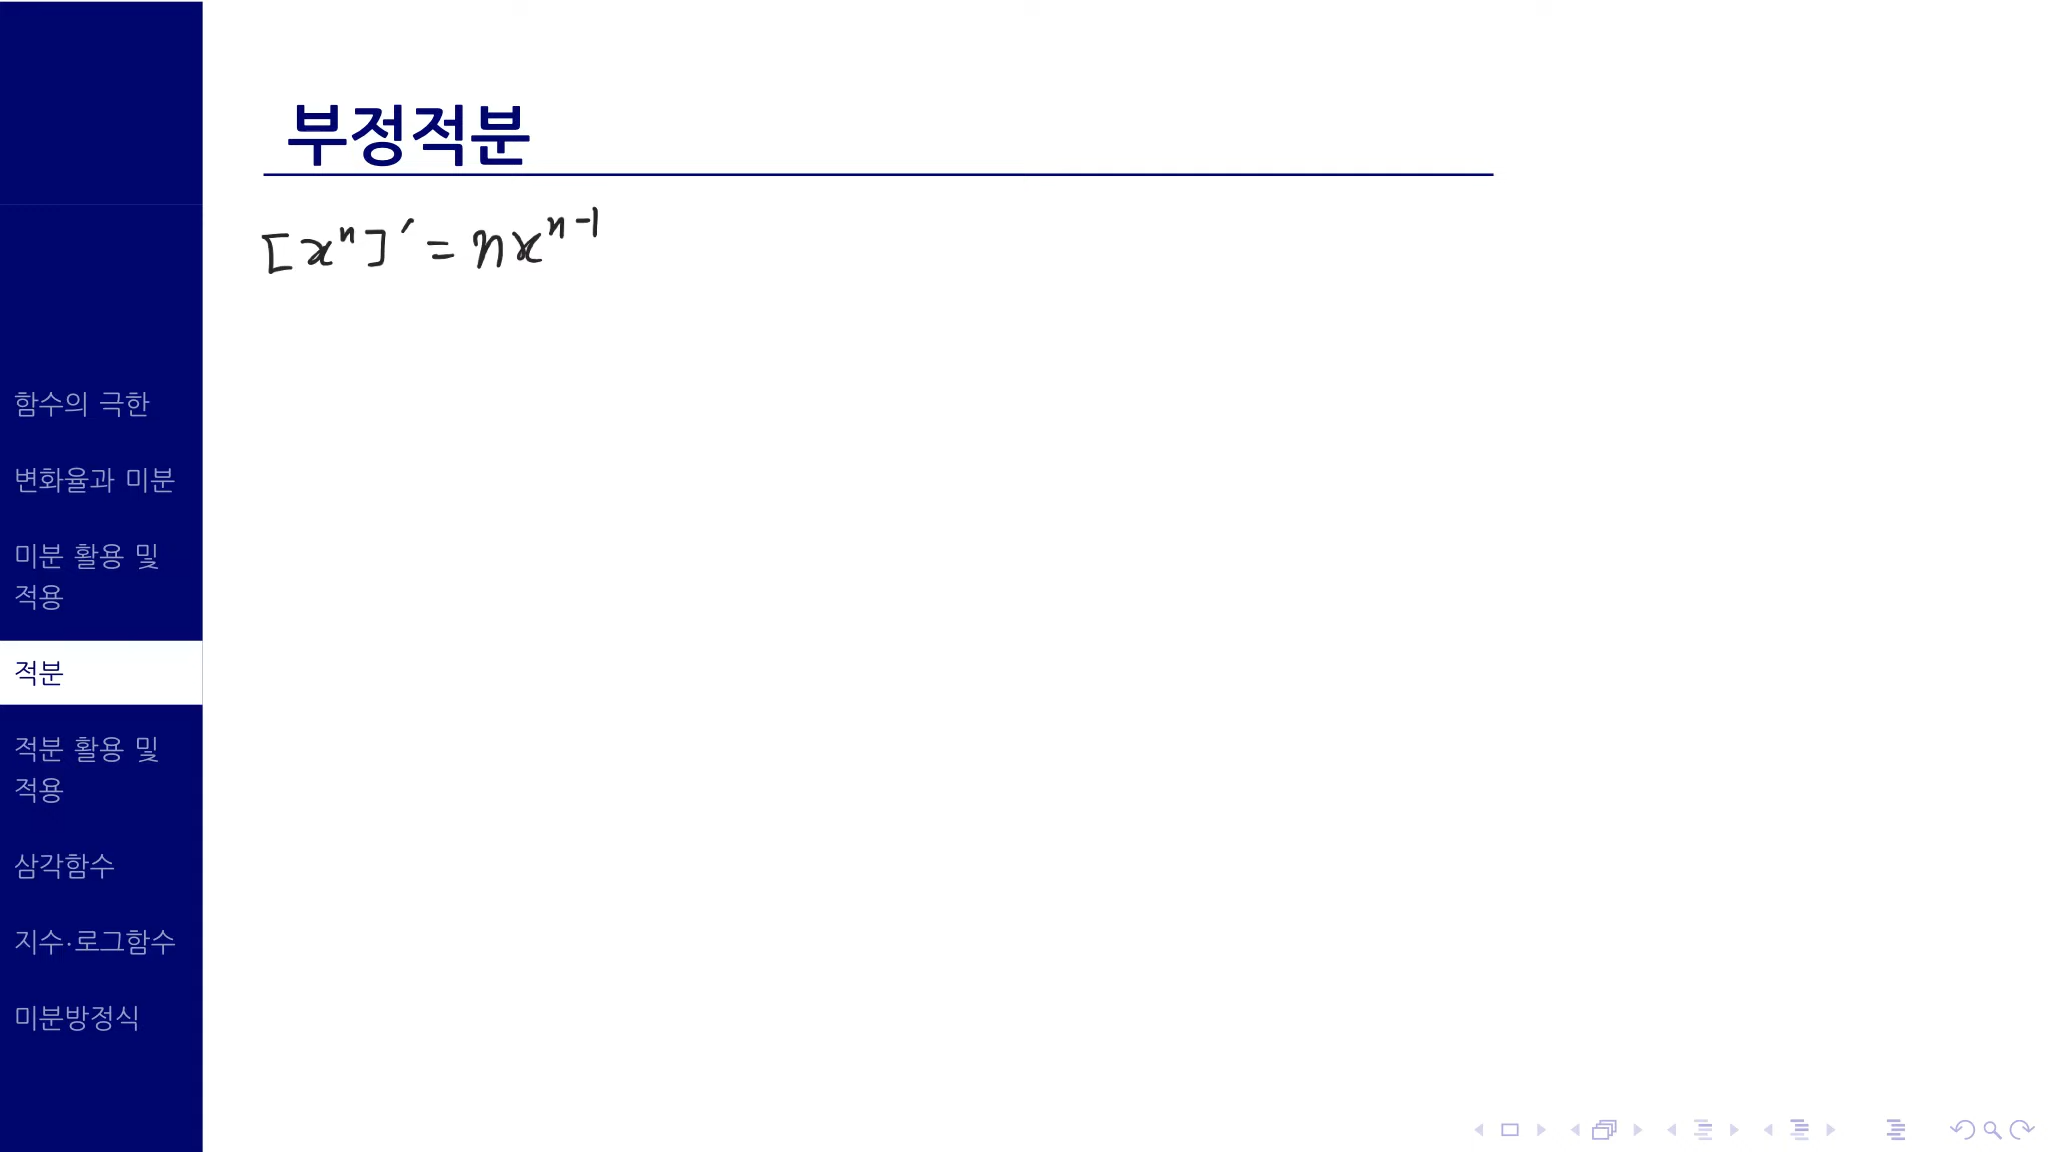 부정적분
[xⁿ]′ = nxⁿ⁻¹
함수의 극한
변화율과 미분
미분 활용 및
적용
적분
적분 활용 및
적용
삼각함수
지수·로그함수
미분방정식